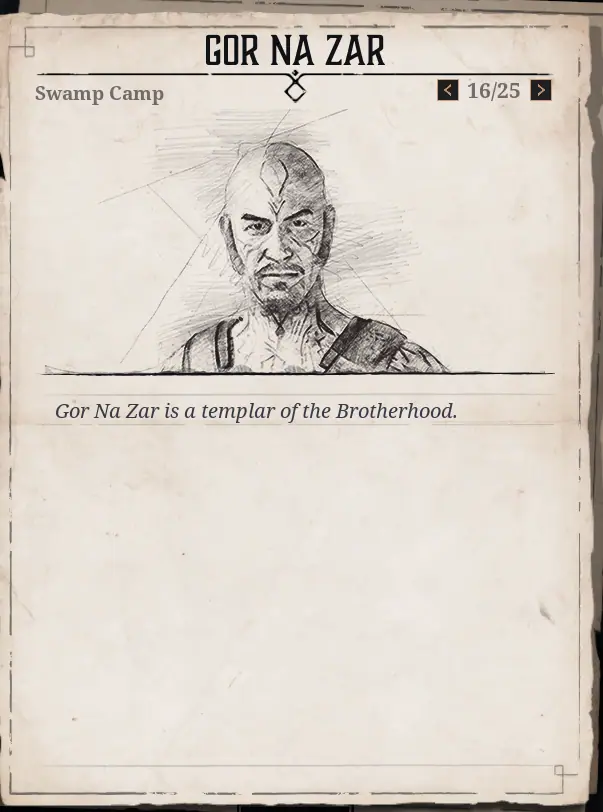 GOR NA ZAR
Swamp Camp
< 16/25 >
Gor Na Zar is a templar of the Brotherhood.